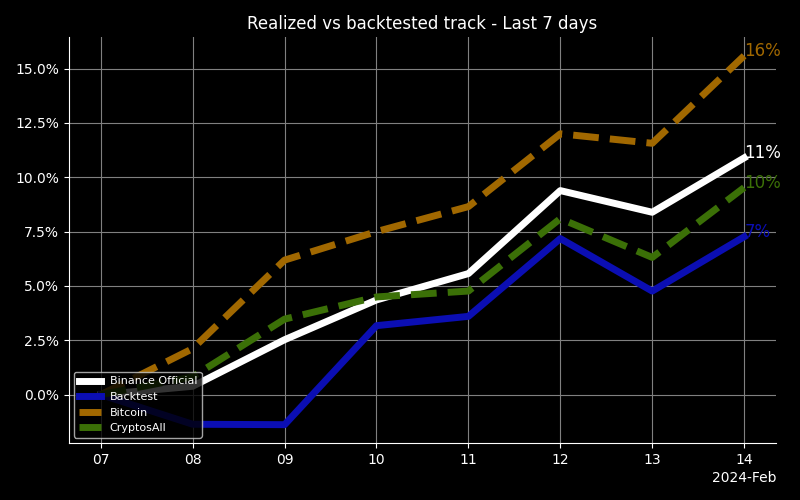 Realized vs backtested track - Last 7 days
16%
15.0%
12.5%
11%
10.0%
10%
7.5%
7%
5.0%
2.5%
0.0%
Binance Official
Backtest
Bitcoin
CryptosAll
07 08 09 10 11 12 13 14
2024-Feb